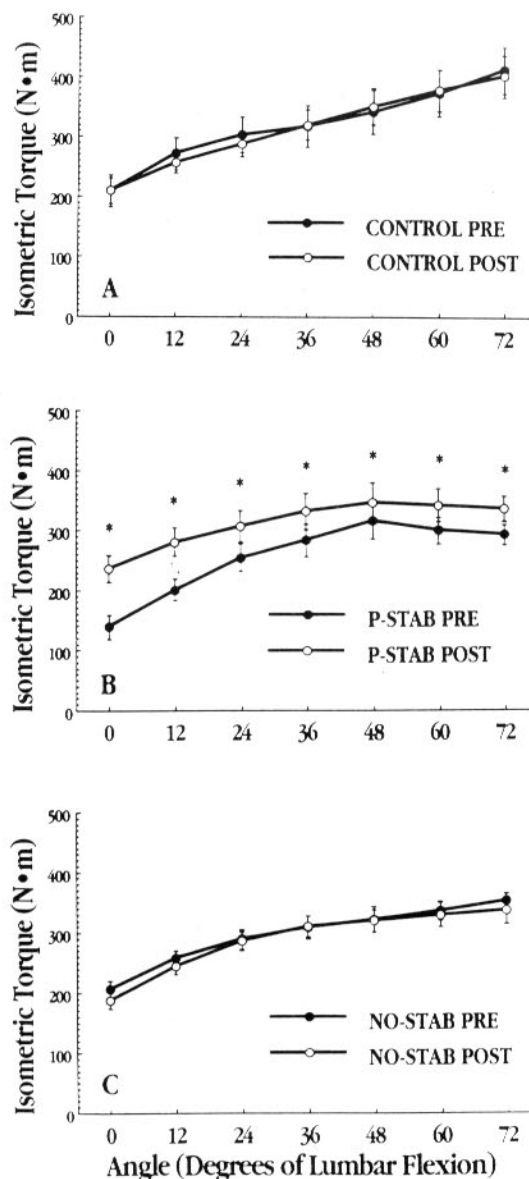 500
400
300
200
100
0
Isometric Torque (N•m)
CONTROL PRE
CONTROL POST
A
0 12 24 36 48 60 72
500
400
300
200
100
0
Isometric Torque (N•m)
* * * * * * *
P-STAB PRE
P-STAB POST
B
0 12 24 36 48 60 72
500
400
300
200
100
0
Isometric Torque (N•m)
NO-STAB PRE
NO-STAB POST
C
0 12 24 36 48 60 72
Angle (Degrees of Lumbar Flexion)